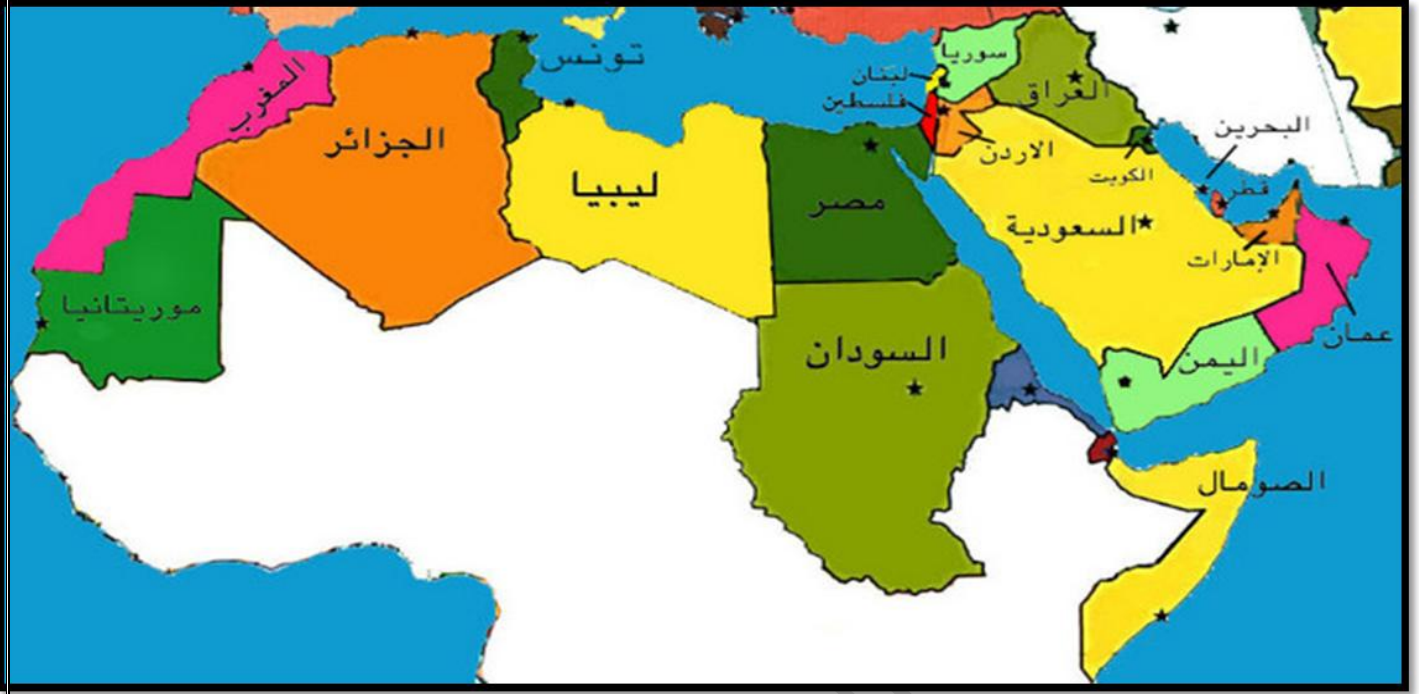 سوريا
تونس
لبنان
العراق
المغرب
فلسطين
البحرين
الجزائر
الاردن
الكويت
ليبيا
قطر
مصر
السعودية
الإمارات
موريتانيا
عمان
السودان
اليمن
الصومال